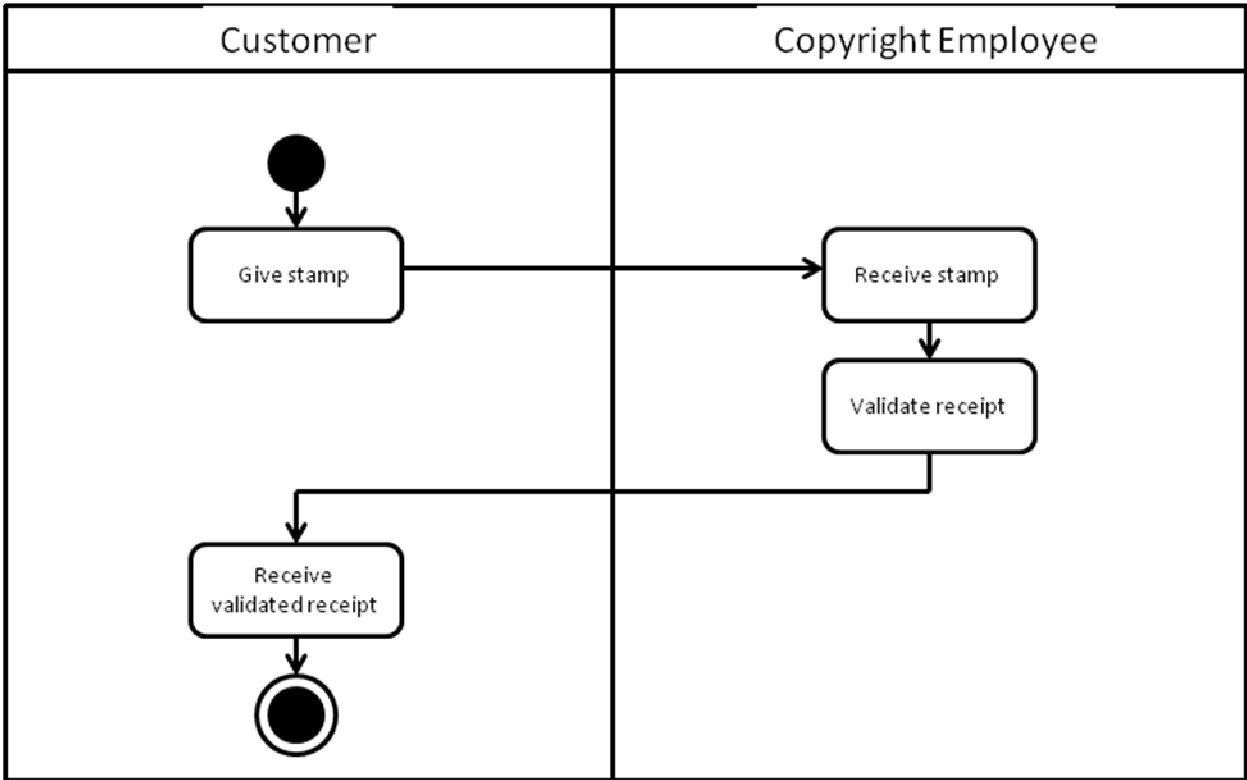 Customer
Copyright Employee
Give stamp
Receive stamp
Validate receipt
Receive
validated receipt